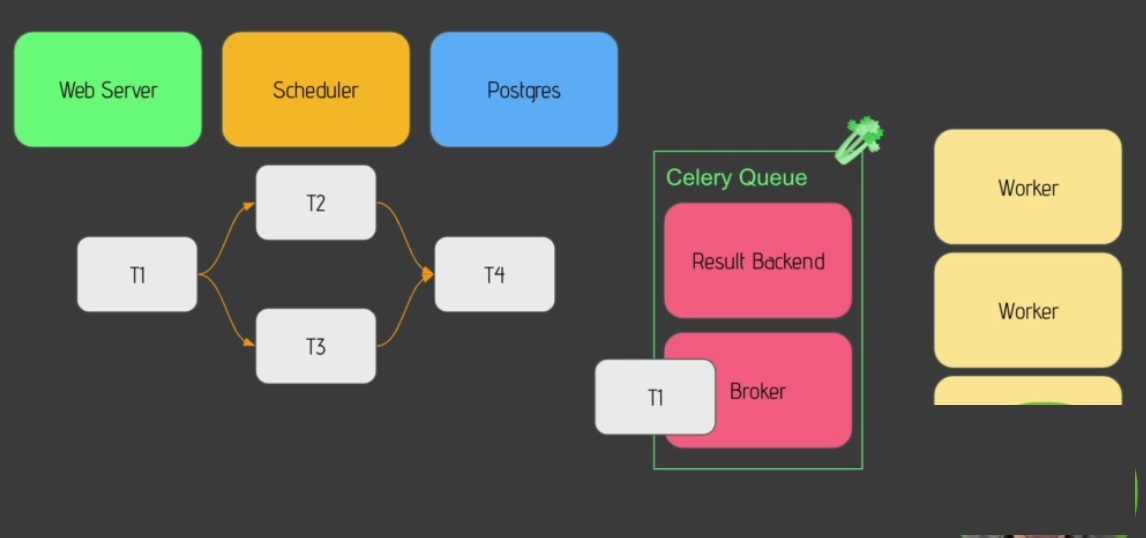 Web Server
Scheduler
Postgres
T1
T2
T3
T4
Celery Queue
Result Backend
Broker
T1
Worker
Worker